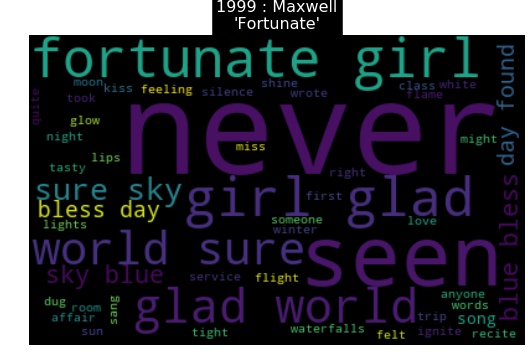 1999 : Maxwell
'Fortunate'
fortunate girl
moon
kiss
feeling
silence
shine
wrote
class
white
flame
day found
quite
took
never
glow
night
miss
might
lips
tasty
right
sure sky
girl glad
first
bless day
someone
love
lights
winter
world sure
seen
blue bless
sky blue
service
flight
dug
room
sang
glad world
anyone
words
affair
trip
song
sun
tight
waterfalls
felt
ignite
recite